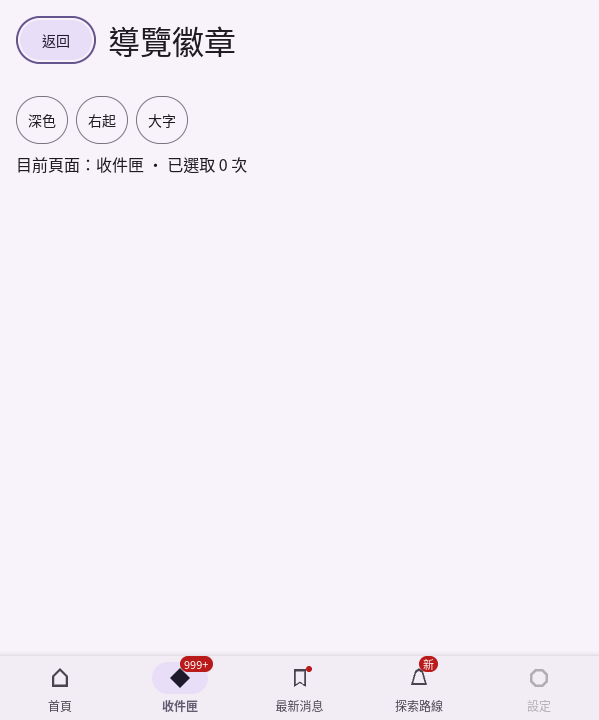 返回 導覽徽章
深色 右起 大字
目前頁面：收件匣 · 已選取 0 次
999+ 新
首頁 收件匣 最新消息 探索路線 設定